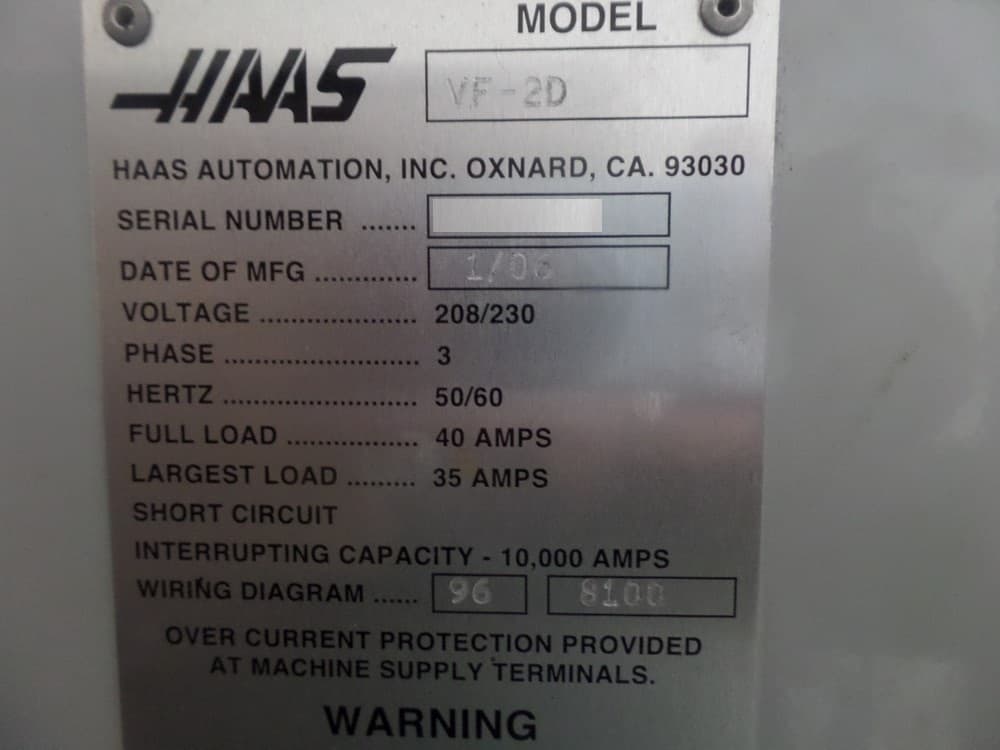 MODEL
HAAS VF-2D
HAAS AUTOMATION, INC. OXNARD, CA. 93030
SERIAL NUMBER .......
DATE OF MFG ............. 1/06
VOLTAGE .................... 208/230
PHASE ......................... 3
HERTZ ......................... 50/60
FULL LOAD ................. 40 AMPS
LARGEST LOAD ......... 35 AMPS
SHORT CIRCUIT
INTERRUPTING CAPACITY - 10,000 AMPS
WIRING DIAGRAM ...... 96 8100
OVER CURRENT PROTECTION PROVIDED
AT MACHINE SUPPLY TERMINALS.
WARNING